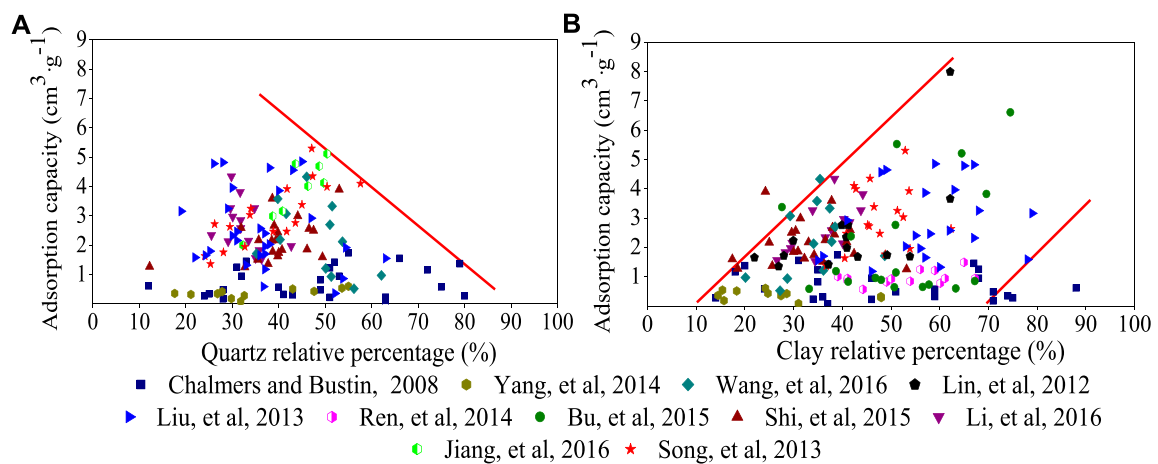 A
B
Adsorption capacity (cm³·g⁻¹)
9
8
7
6
5
4
3
2
1
0 10 20 30 40 50 60 70 80 90 100
Quartz relative percentage (%)
Adsorption capacity (cm³·g⁻¹)
9
8
7
6
5
4
3
2
1
0 10 20 30 40 50 60 70 80 90 100
Clay relative percentage (%)
Chalmers and Bustin, 2008 Yang, et al, 2014 Wang, et al, 2016 Lin, et al, 2012
Liu, et al, 2013 Ren, et al, 2014 Bu, et al, 2015 Shi, et al, 2015 Li, et al, 2016
Jiang, et al, 2016 Song, et al, 2013